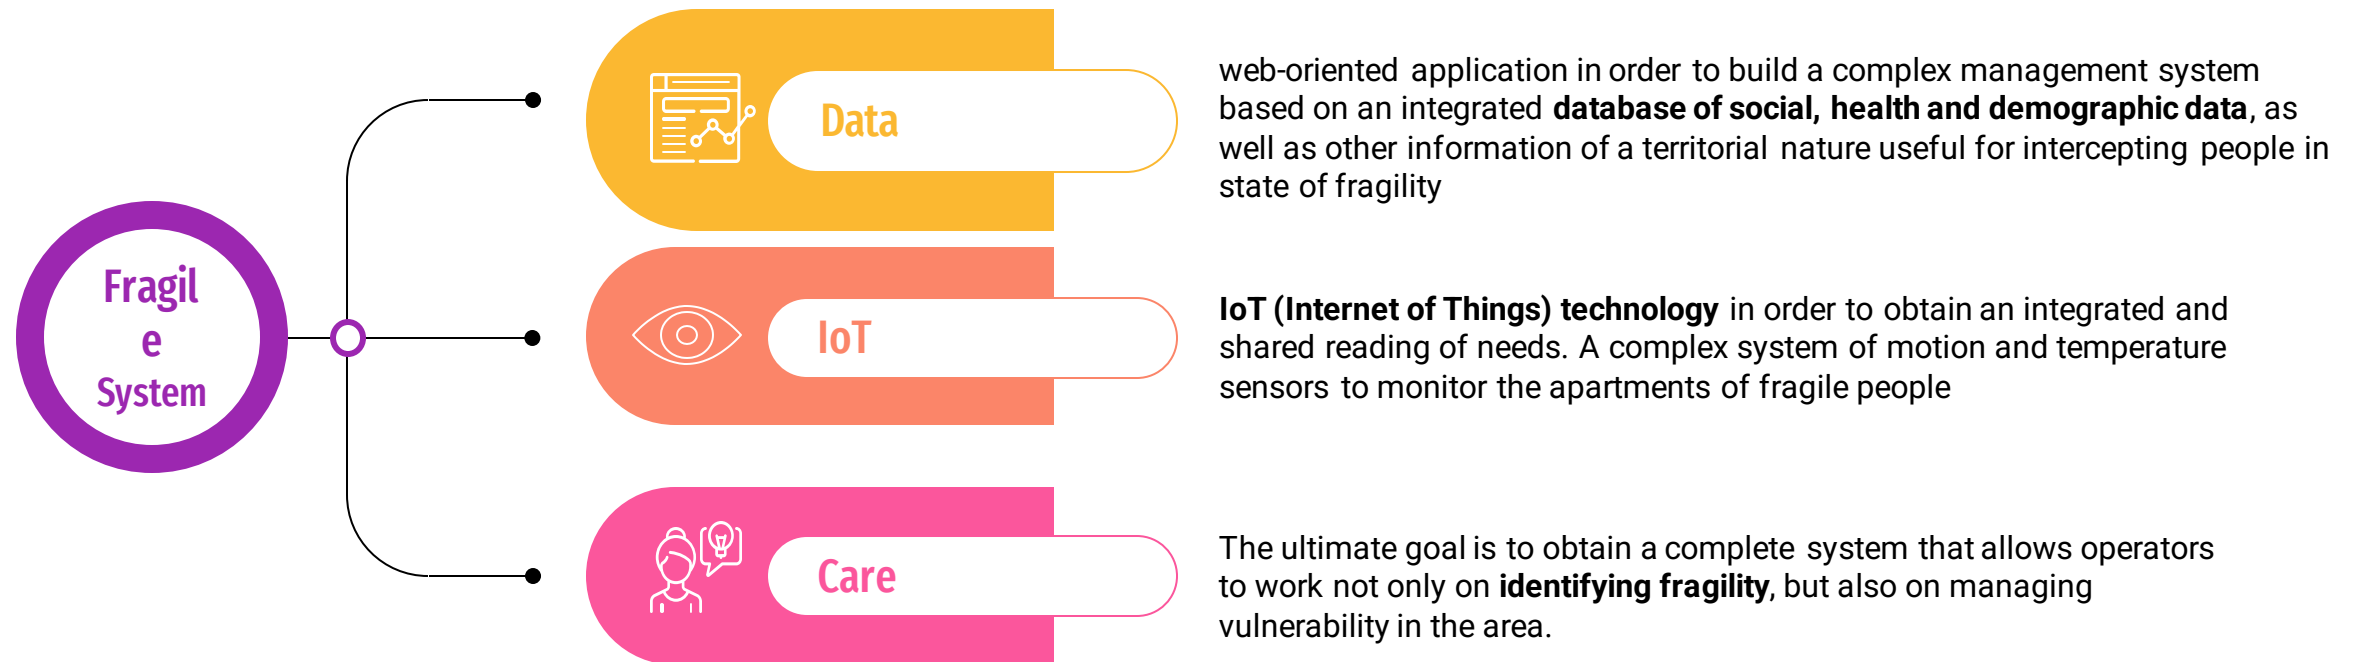 Fragil
e
System
Data
web-oriented application in order to build a complex management system
based on an integrated database of social, health and demographic data, as
well as other information of a territorial nature useful for intercepting people in
state of fragility
IoT
IoT (Internet of Things) technology in order to obtain an integrated and
shared reading of needs. A complex system of motion and temperature
sensors to monitor the apartments of fragile people
Care
The ultimate goal is to obtain a complete system that allows operators
to work not only on identifying fragility, but also on managing
vulnerability in the area.